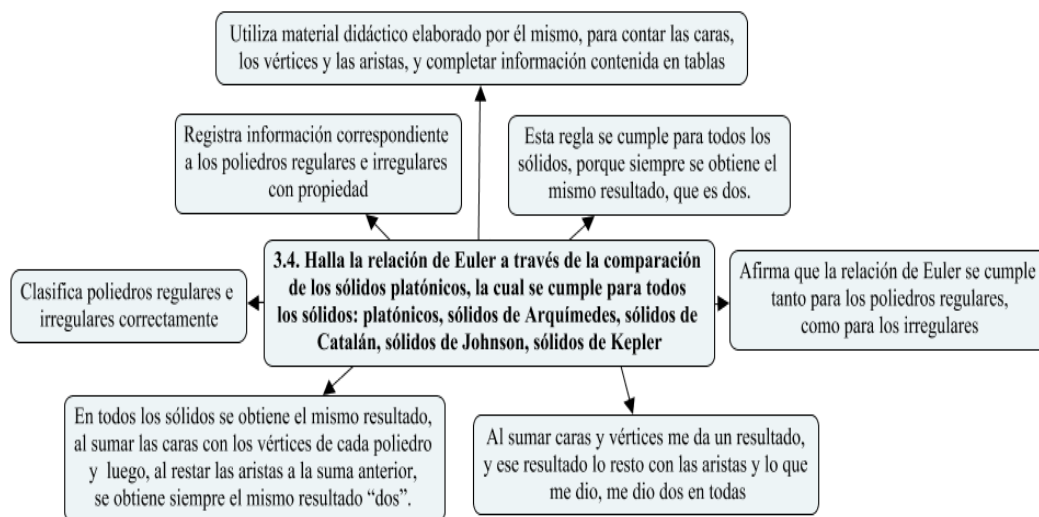 Utiliza material didáctico elaborado por él mismo, para contar las caras,
los vértices y las aristas, y completar información contenida en tablas
Registra información correspondiente
a los poliedros regulares e irregulares
con propiedad
Esta regla se cumple para todos los
sólidos, porque siempre se obtiene el
mismo resultado, que es dos.
3.4. Halla la relación de Euler a través de la comparación
de los sólidos platónicos, la cual se cumple para todos
los sólidos: platónicos, sólidos de Arquímedes, sólidos de
Catalán, sólidos de Johnson, sólidos de Kepler
Clasifica poliedros regulares e
irregulares correctamente
Afirma que la relación de Euler se cumple
tanto para los poliedros regulares,
como para los irregulares
En todos los sólidos se obtiene el mismo resultado,
al sumar las caras con los vértices de cada poliedro
y luego, al restar las aristas a la suma anterior,
se obtiene siempre el mismo resultado “dos”.
Al sumar caras y vértices me da un resultado,
y ese resultado lo resto con las aristas y lo que
me dio, me dio dos en todas